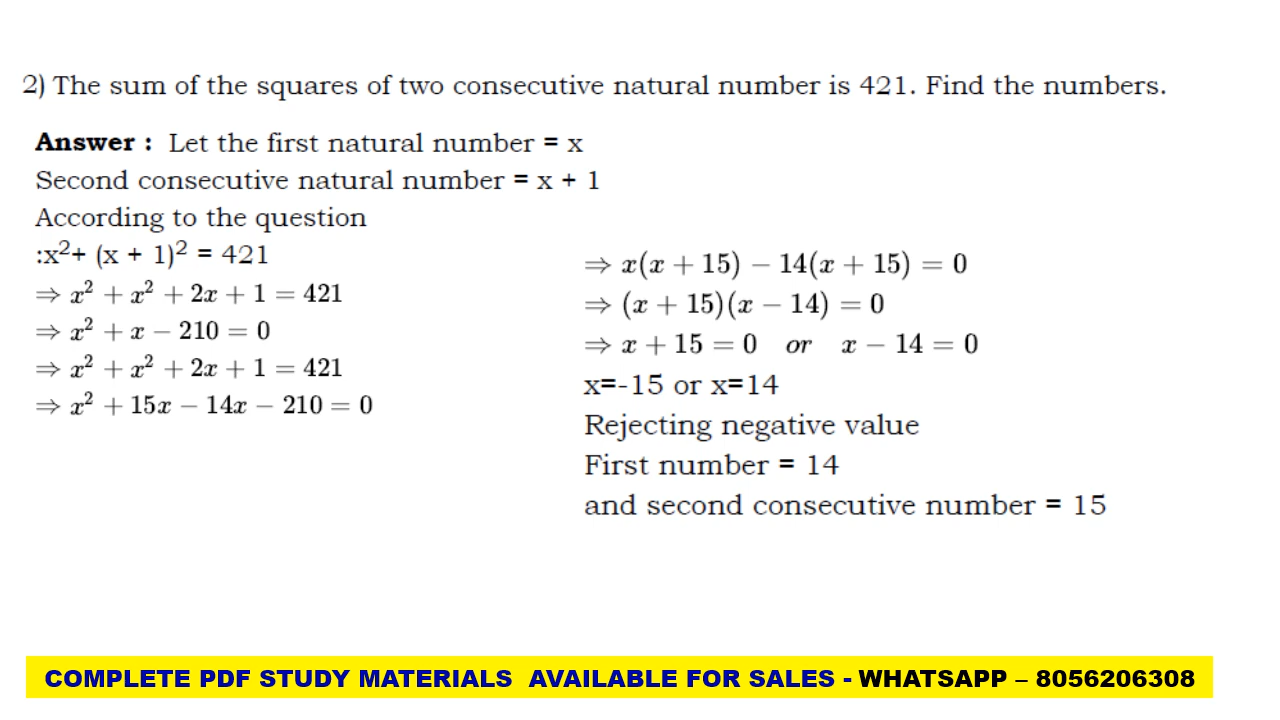 2) The sum of the squares of two consecutive natural number is 421. Find the numbers.
Answer : Let the first natural number = x
Second consecutive natural number = x + 1
According to the question
:x²+ (x + 1)² = 421
⇒ x² + x² + 2x + 1 = 421
⇒ x² + x − 210 = 0
⇒ x² + x² + 2x + 1 = 421
⇒ x² + 15x − 14x − 210 = 0
⇒ x(x + 15) − 14(x + 15) = 0
⇒ (x + 15)(x − 14) = 0
⇒ x + 15 = 0 or x − 14 = 0
x=-15 or x=14
Rejecting negative value
First number = 14
and second consecutive number = 15
COMPLETE PDF STUDY MATERIALS AVAILABLE FOR SALES - WHATSAPP – 8056206308